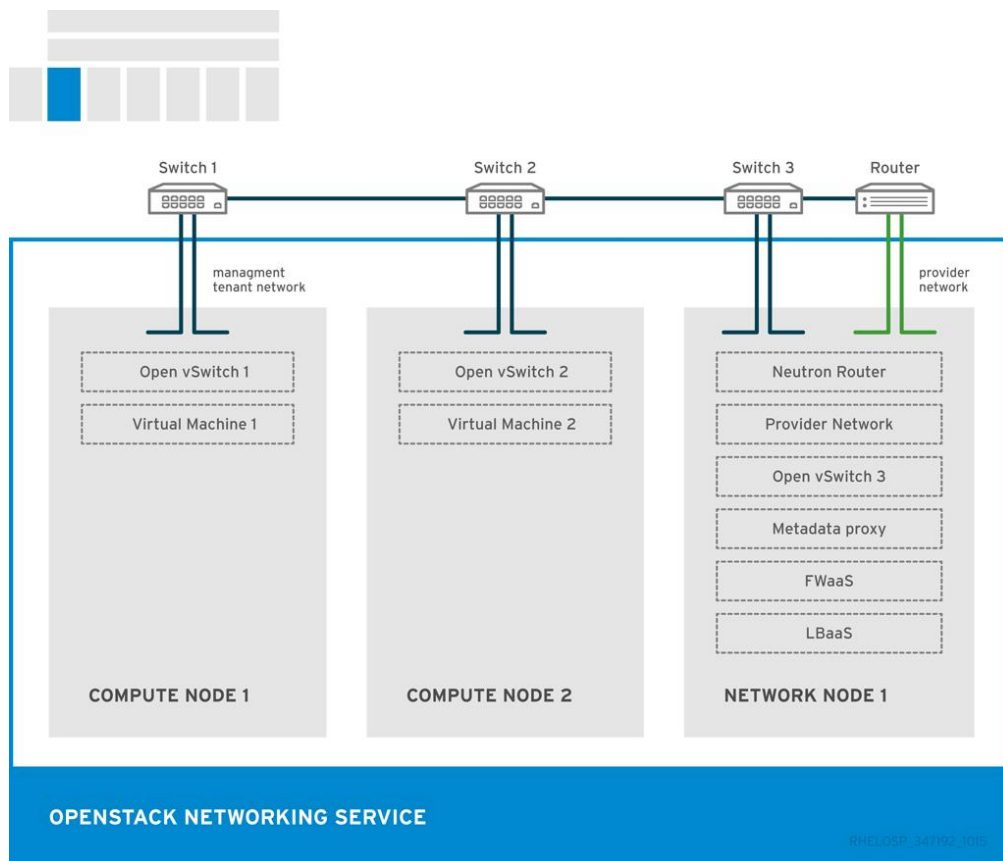 Switch 1
Switch 2
Switch 3
Router
managment
tenant network
provider
network
Open vSwitch 1
Virtual Machine 1
COMPUTE NODE 1
Open vSwitch 2
Virtual Machine 2
COMPUTE NODE 2
Neutron Router
Provider Network
Open vSwitch 3
Metadata proxy
FWaaS
LBaaS
NETWORK NODE 1
OPENSTACK NETWORKING SERVICE
RHELOSP_347192_1015